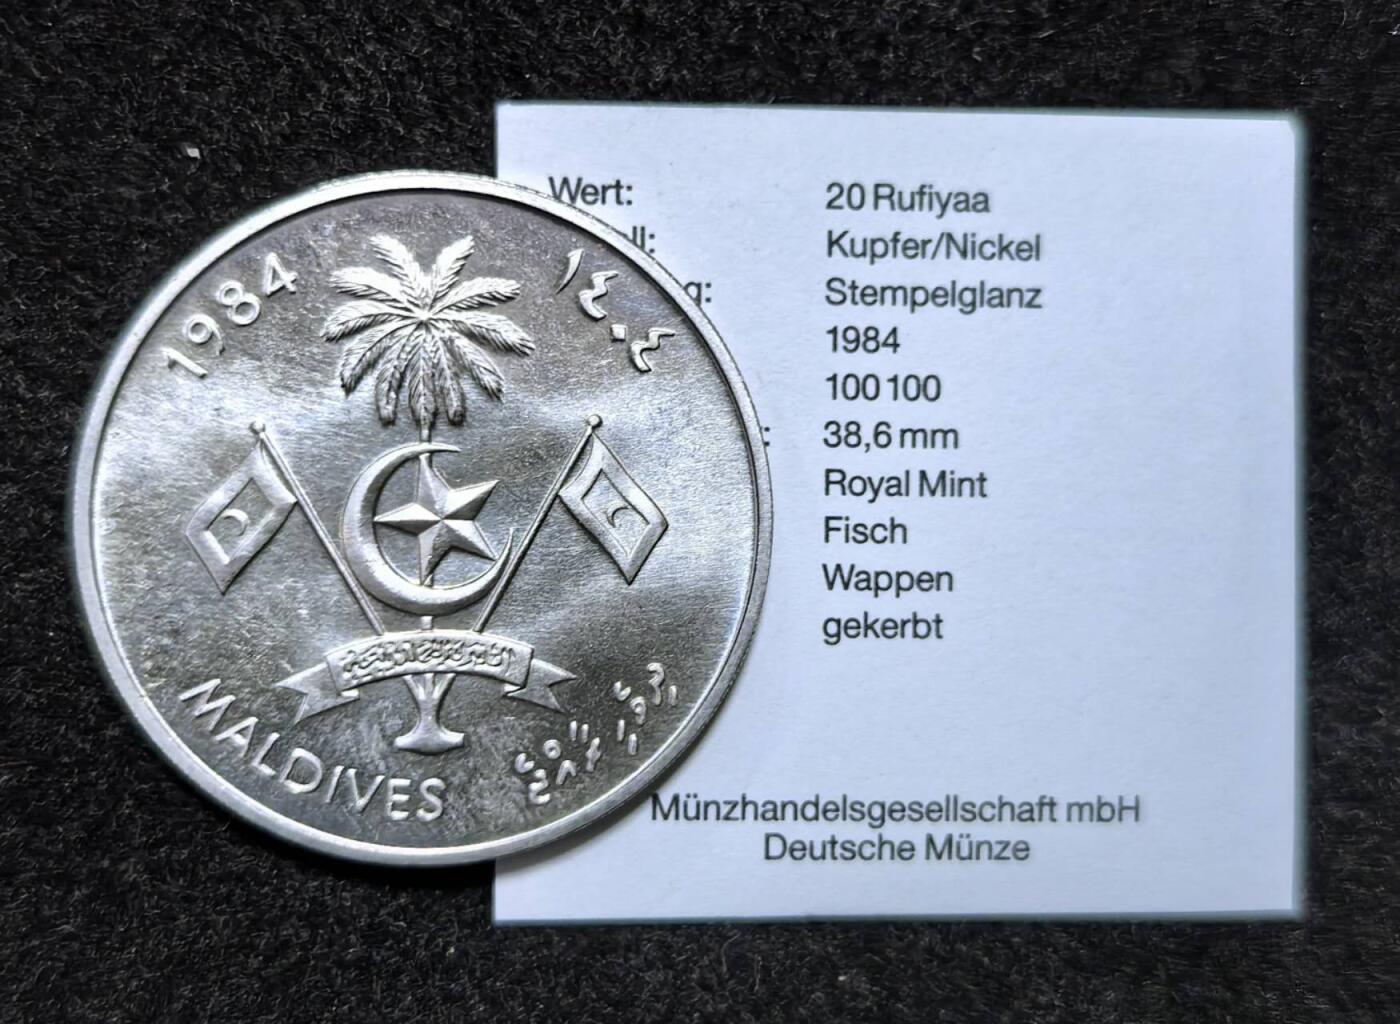 1984
١٤٠٤
MALDIVES
Wert: 20 Rufiyaa
Kupfer/Nickel
Stempelglanz
1984
100 100
38,6 mm
Royal Mint
Fisch
Wappen
gekerbt
Münzhandelsgesellschaft mbH
Deutsche Münze